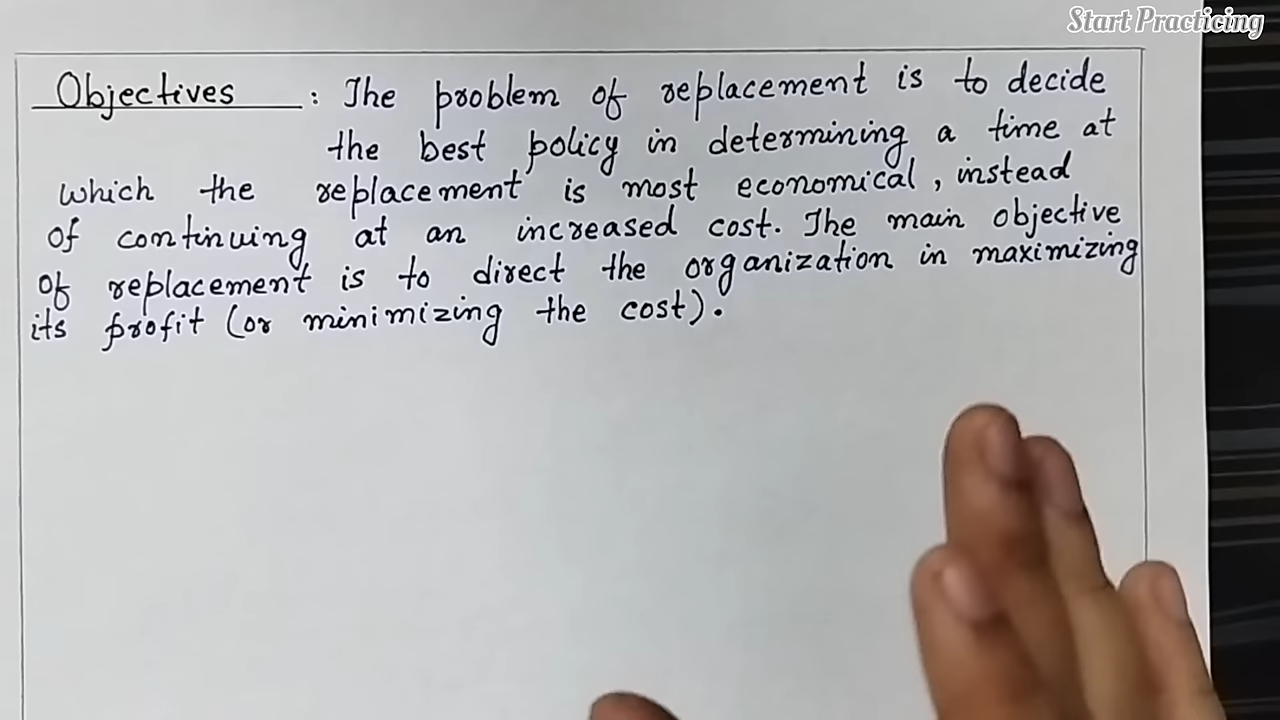 Start Practicing
Objectives : The problem of replacement is to decide
the best policy in determining a time at
which the replacement is most economical, instead
of continuing at an increased cost. The main objective
of replacement is to direct the organization in maximizing
its profit (or minimizing the cost).